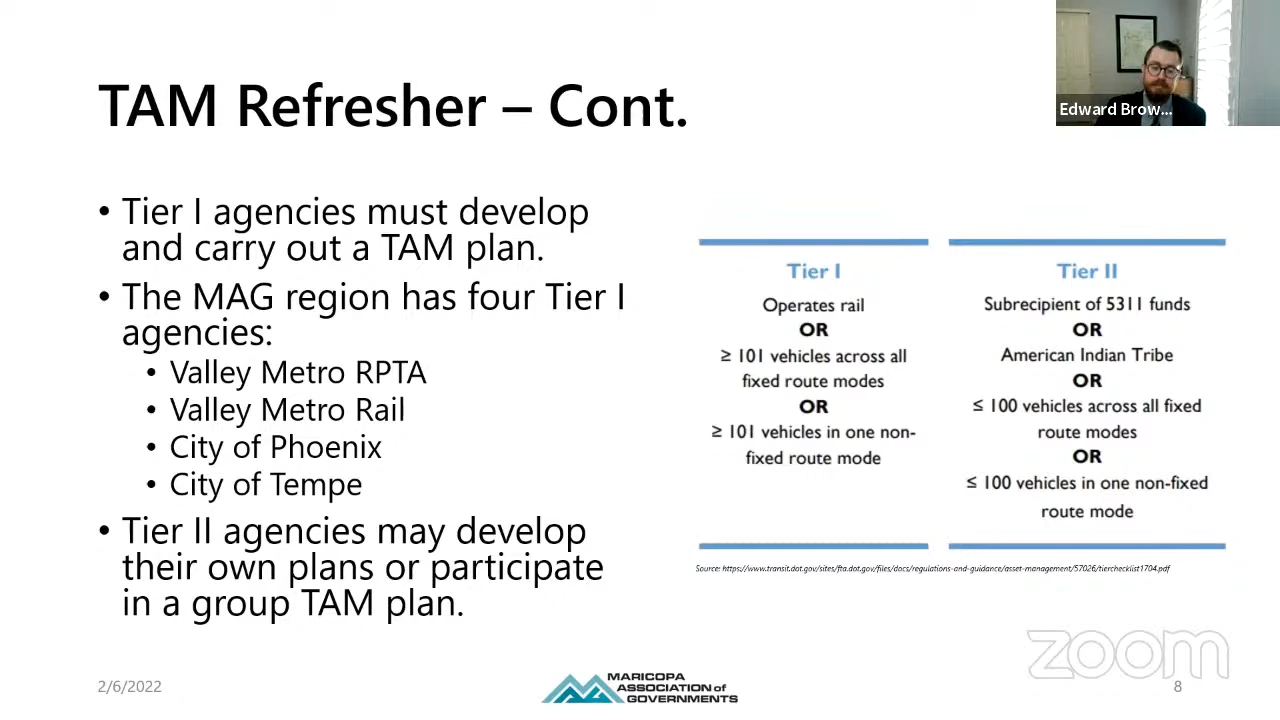 TAM Refresher – Cont.
Edward Brow...
• Tier I agencies must develop
and carry out a TAM plan.
• The MAG region has four Tier I
agencies:
• Valley Metro RPTA
• Valley Metro Rail
• City of Phoenix
• City of Tempe
• Tier II agencies may develop
their own plans or participate
in a group TAM plan.
Tier I
Operates rail
OR
≥ 101 vehicles across all
fixed route modes
OR
≥ 101 vehicles in one non-
fixed route mode
Tier II
Subrecipient of 5311 funds
OR
American Indian Tribe
OR
≤ 100 vehicles across all fixed
route modes
OR
≤ 100 vehicles in one non-fixed
route mode
Source: https://www.transit.dot.gov/sites/fta.dot.gov/files/docs/regulations-and-guidance/asset-management/57026/tierchecklist1704.pdf
zoom
2/6/2022
MARICOPA
ASSOCIATION of
GOVERNMENTS
8